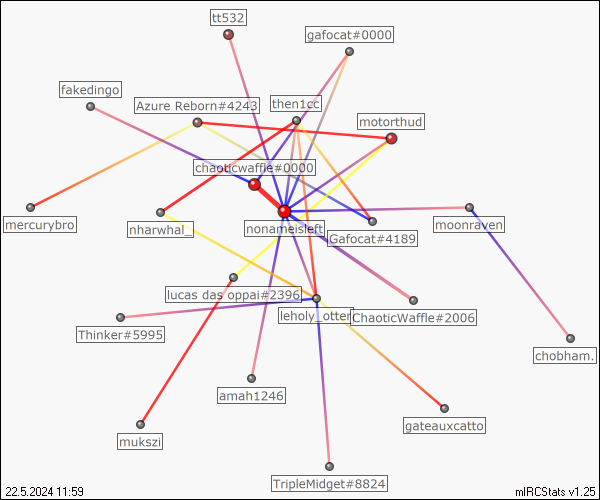 tt532
gafocat#0000
fakedingo
Azure Reborn#4243
then1cc
motorthud
chaoticwaffle#0000
mercurybro
nharwhal_
nonameisleft
Gafocat#4189
moonraven
lucas das oppai#2396
leholy_otter
ChaoticWaffle#2006
Thinker#5995
chobham.
amah1246
mukszi
gateauxcatto
TripleMidget#8824
22.5.2024 11:59
mIRCStats v1.25